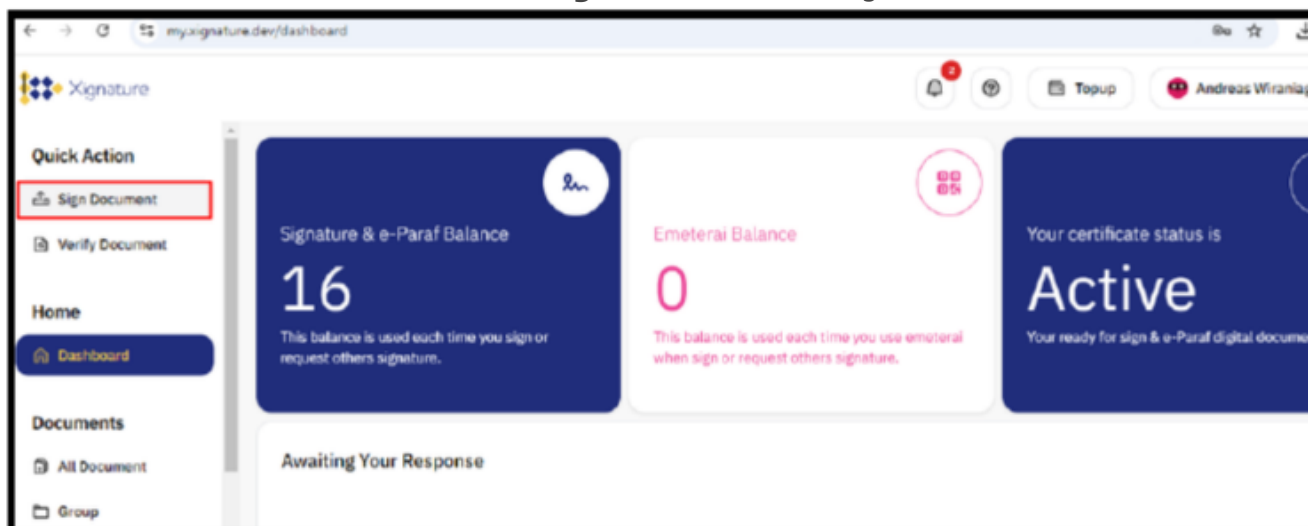 my.xignature.dev/dashboard
Xignature
2
Topup
Andreas Wiraniag
Quick Action
Sign Document
Verify Document
Home
Dashboard
Documents
All Document
Group
Signature & e-Paraf Balance
16
This balance is used each time you sign or
request others signature.
Emeterai Balance
0
This balance is used each time you use emeterai
when sign or request others signature.
Your certificate status is
Active
Your ready for sign & e-Paraf digital docume
Awaiting Your Response